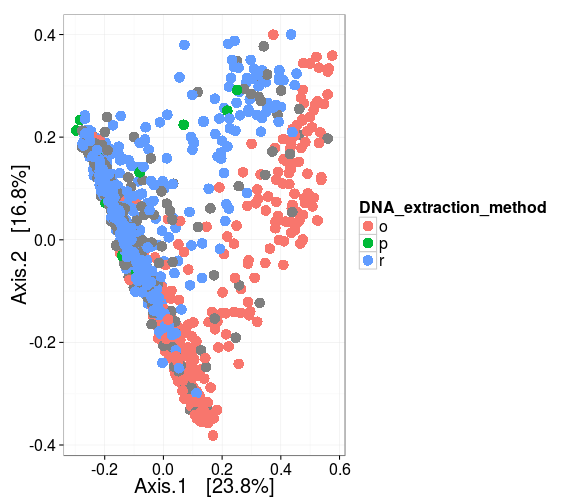 0.4
0.2
0.0
-0.2
-0.4
Axis.2 [16.8%]
-0.2 0.0 0.2 0.4 0.6
Axis.1 [23.8%]
DNA_extraction_method
o
p
r